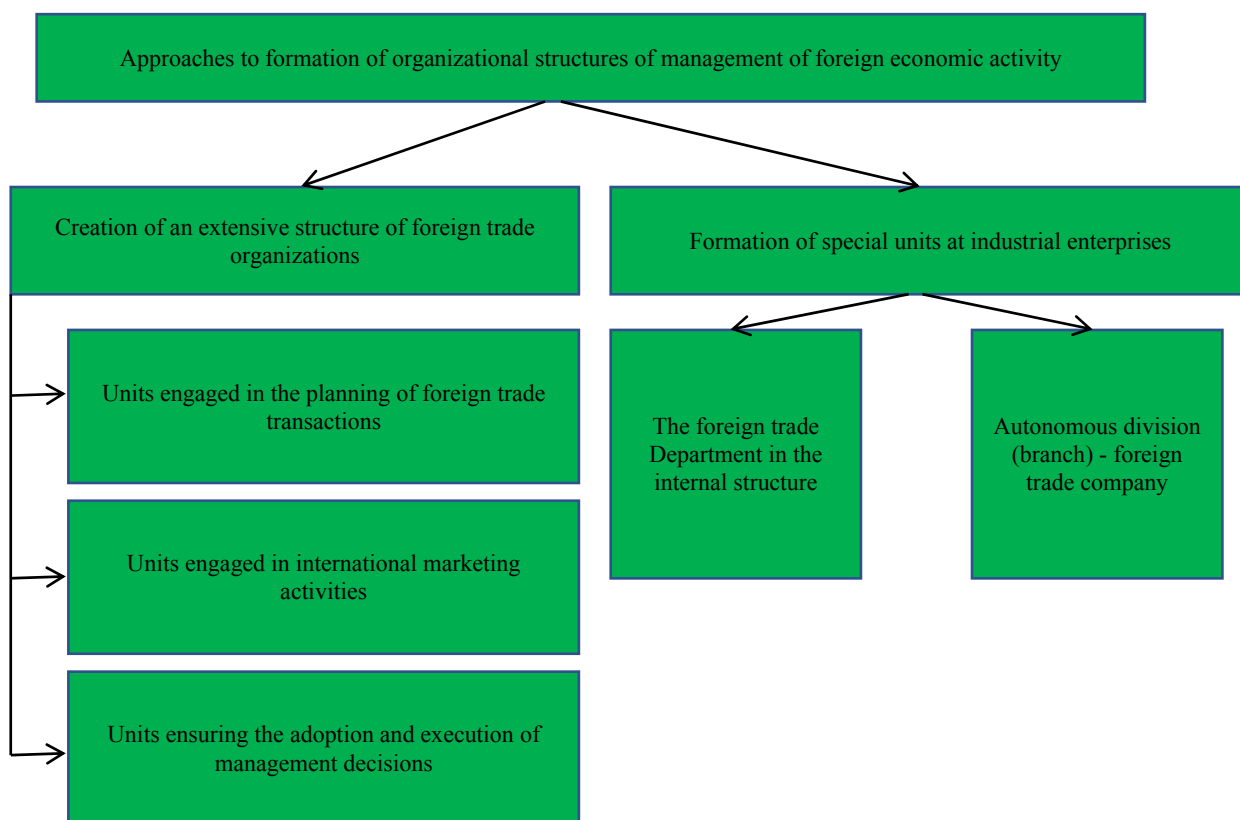 Approaches to formation of organizational structures of management of foreign economic activity
Creation of an extensive structure of foreign trade
organizations
Formation of special units at industrial enterprises
Units engaged in the planning of foreign trade
transactions
Units engaged in international marketing
activities
Units ensuring the adoption and execution of
management decisions
The foreign trade
Department in the
internal structure
Autonomous division
(branch) - foreign
trade company